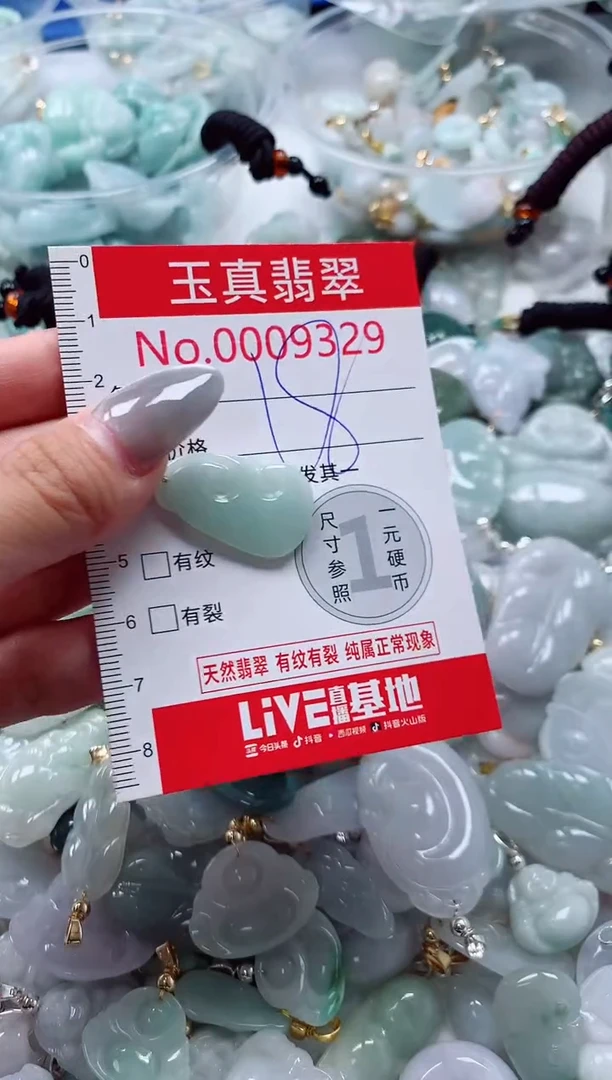 玉真翡翠
No.0009329
18
价格
发其一
尺寸参照
1
一元硬币
有纹
有裂
天然翡翠 有纹有裂 纯属正常现象
LiVE直播基地
今日头条 抖音 西瓜视频 抖音火山版
0
1
2
5
6
7
8